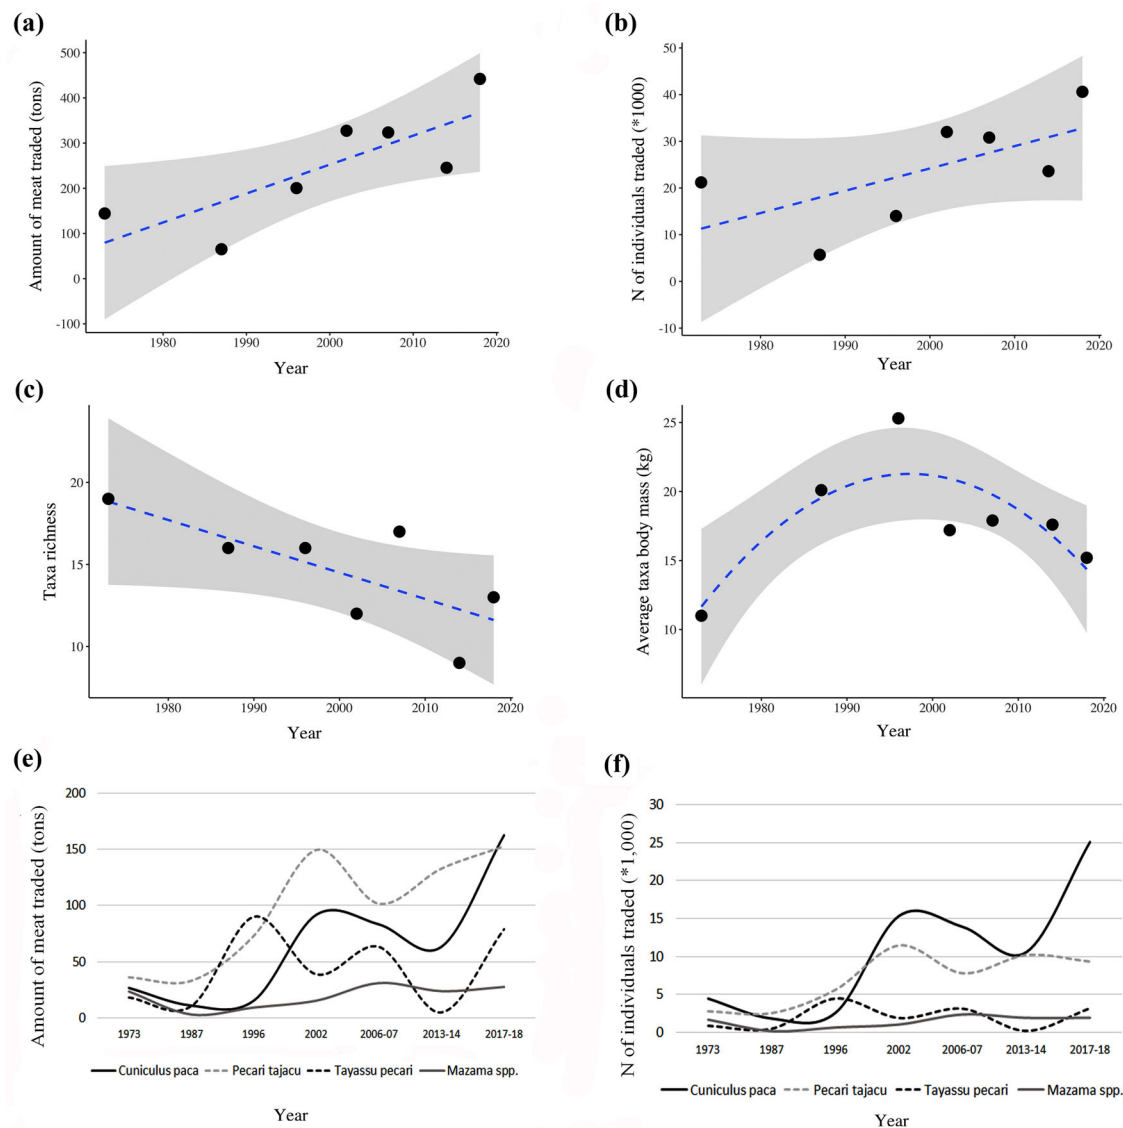 (a)
Amount of meat traded (tons)
500
400
300
200
100
0
-100
1980
1990
2000
2010
2020
Year
(b)
N of individuals traded (*1000)
50
40
30
20
10
0
-10
1980
1990
2000
2010
2020
Year
(c)
Taxa richness
20
15
10
1980
1990
2000
2010
2020
Year
(d)
Average taxa body mass (kg)
25
20
15
10
1980
1990
2000
2010
2020
Year
(e)
Amount of meat traded (tons)
200
150
100
50
0
1973
1987
1996
2002
2006-07
2013-14
2017-18
Cuniculus paca
Pecari tajacu
Tayassu pecari
Mazama spp.
Year
(f)
N of individuals traded (*1,000)
30
25
20
15
10
5
0
1973
1987
1996
2002
2006-07
2013-14
2017-18
Cuniculus paca
Pecari tajacu
Tayassu pecari
Mazama spp.
Year